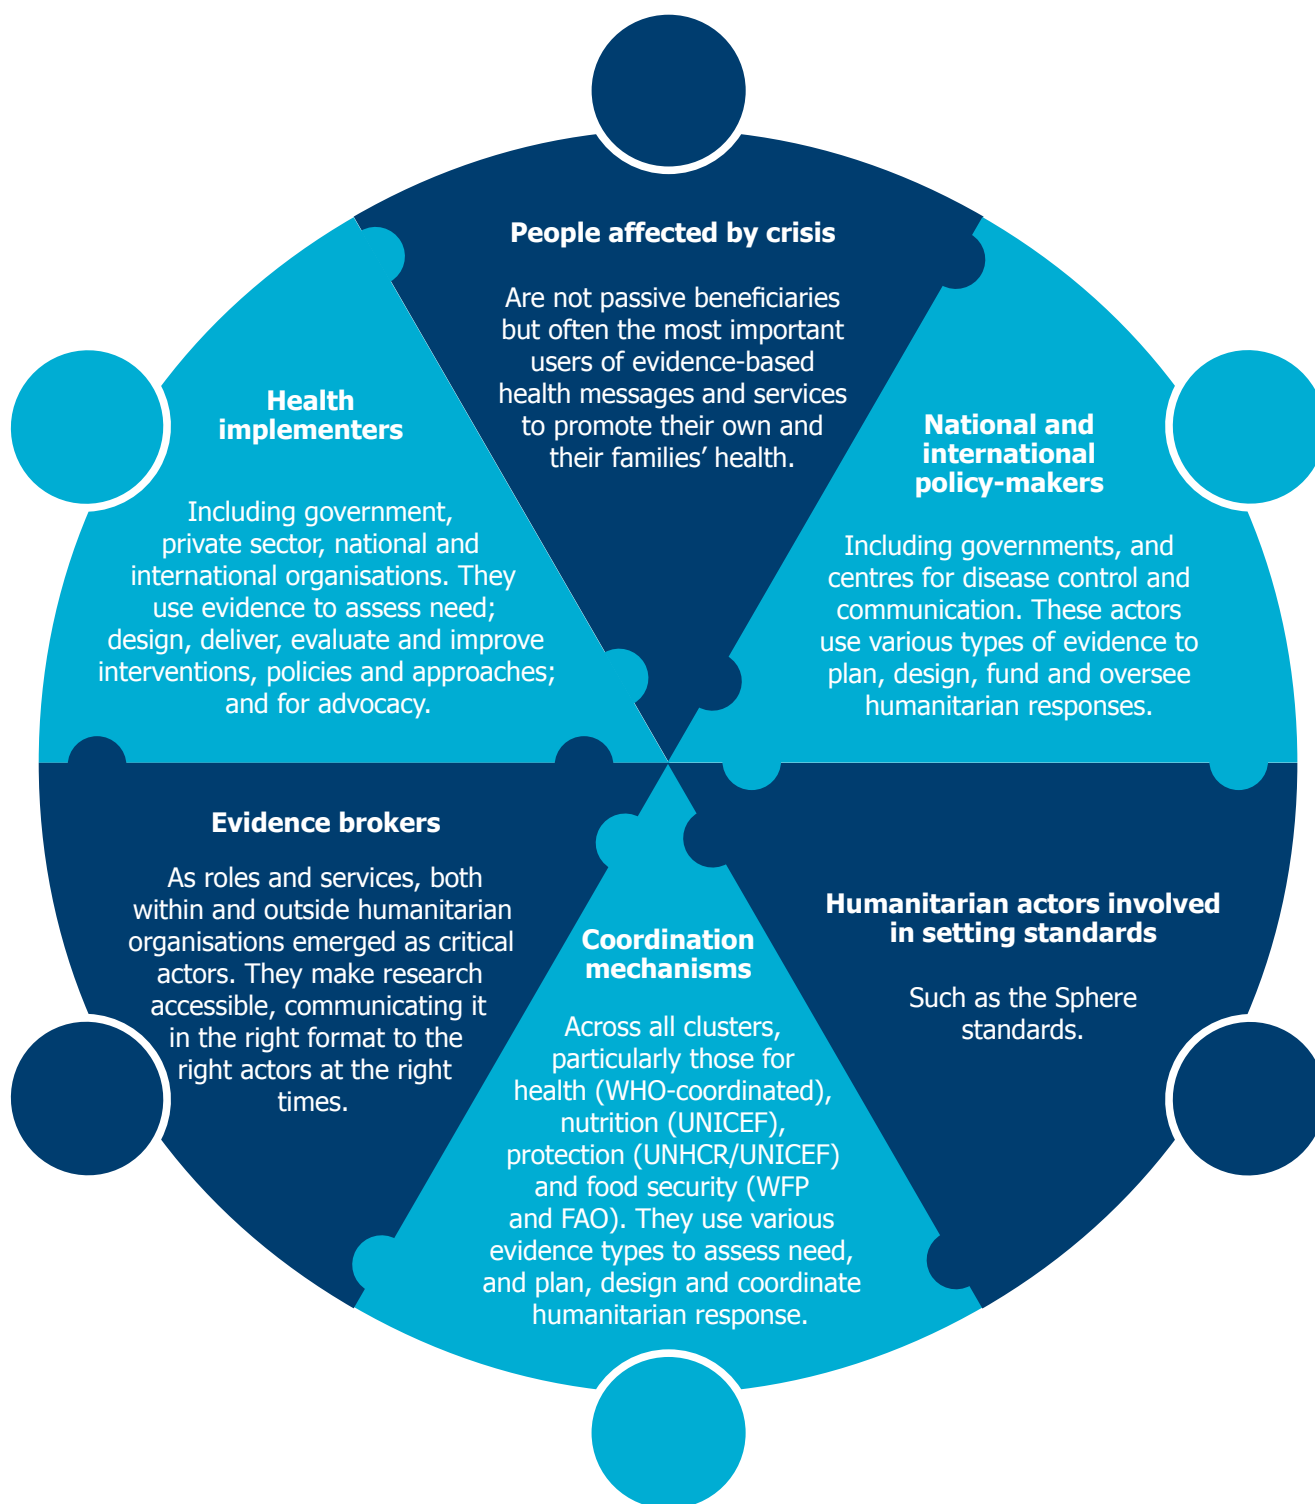 People affected by crisis
Are not passive beneficiaries
but often the most important
users of evidence-based
health messages and services
to promote their own and
their families’ health.
National and
international
policy-makers
Including governments, and
centres for disease control and
communication. These actors
use various types of evidence to
plan, design, fund and oversee
humanitarian responses.
Humanitarian actors involved
in setting standards
Such as the Sphere
standards.
Coordination
mechanisms
Across all clusters,
particularly those for
health (WHO-coordinated),
nutrition (UNICEF),
protection (UNHCR/UNICEF)
and food security (WFP
and FAO). They use various
evidence types to assess need,
and plan, design and coordinate
humanitarian response.
Evidence brokers
As roles and services, both
within and outside humanitarian
organisations emerged as critical
actors. They make research
accessible, communicating it
in the right format to the
right actors at the right
times.
Health
implementers
Including government,
private sector, national and
international organisations. They
use evidence to assess need;
design, deliver, evaluate and improve
interventions, policies and approaches;
and for advocacy.